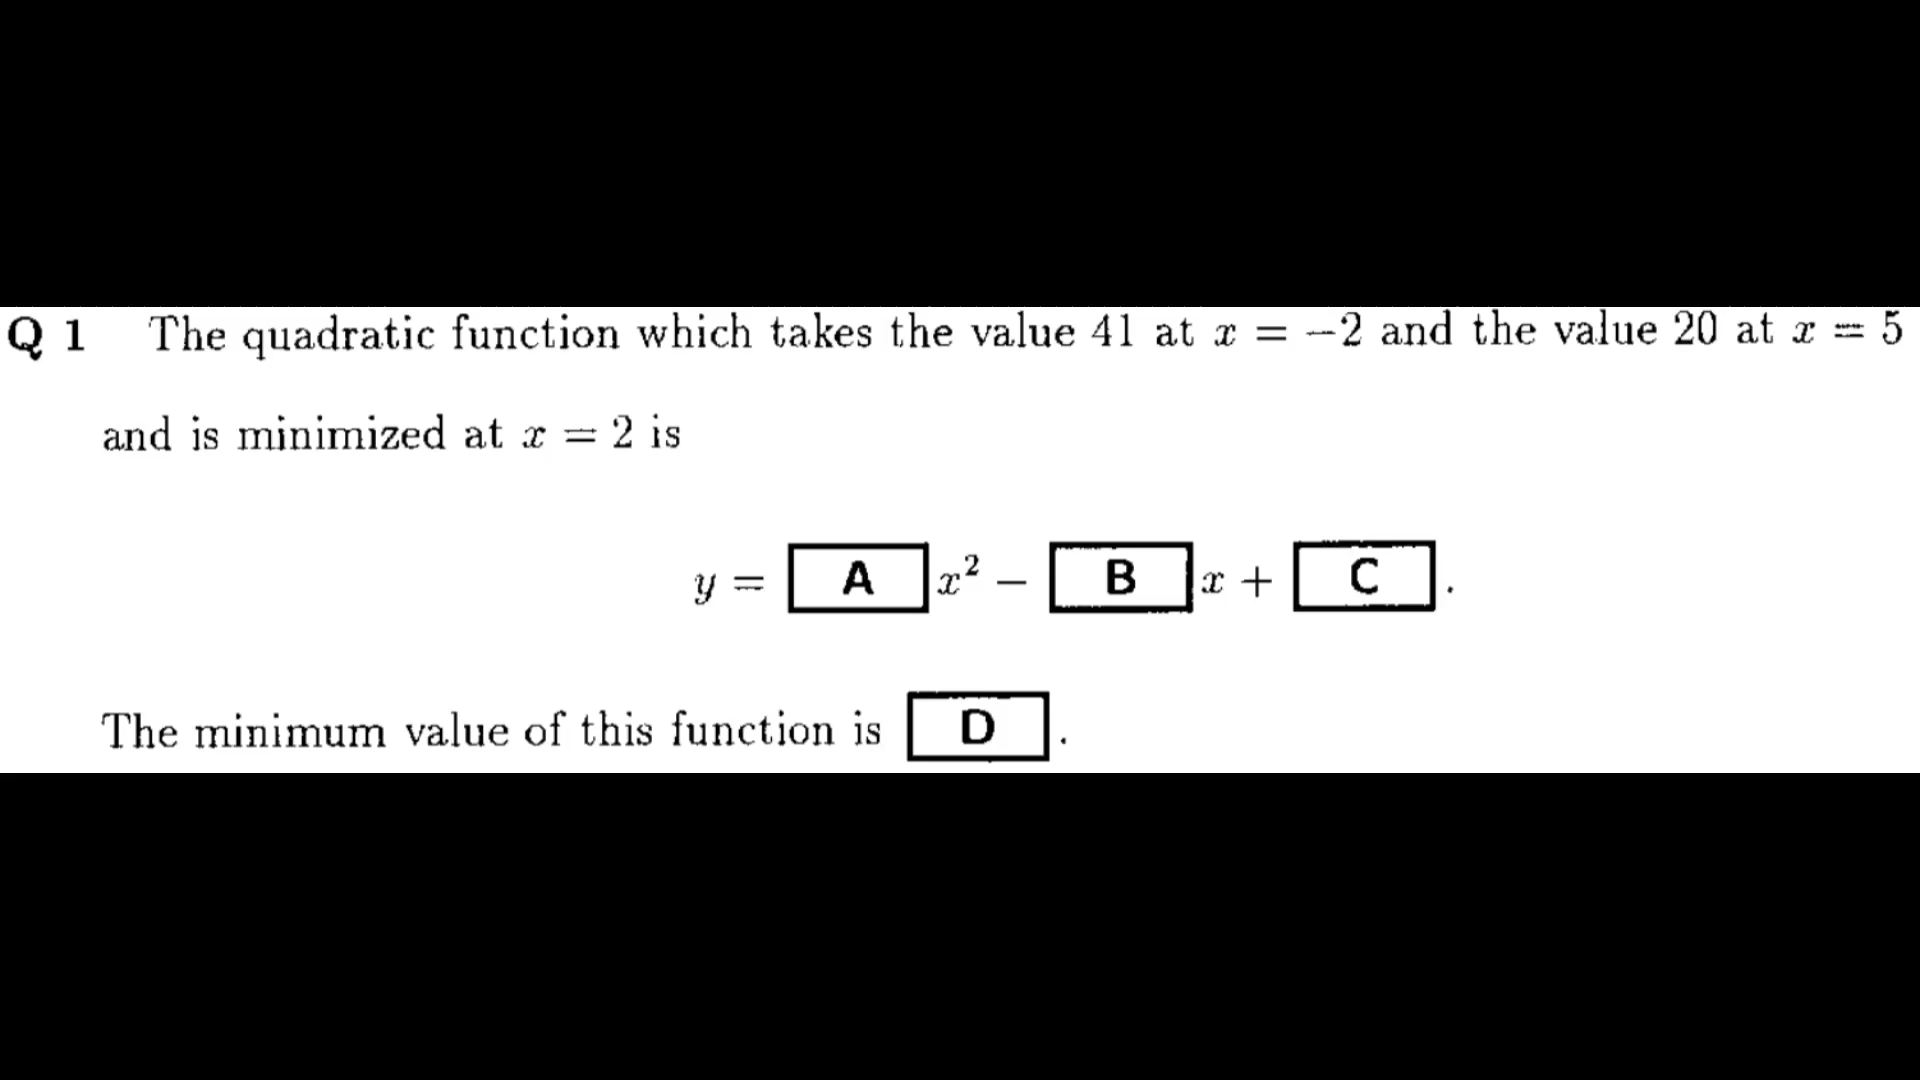 Q 1 The quadratic function which takes the value 41 at x = −2 and the value 20 at x = 5
and is minimized at x = 2 is
y = A x² − B x + C .
The minimum value of this function is D .